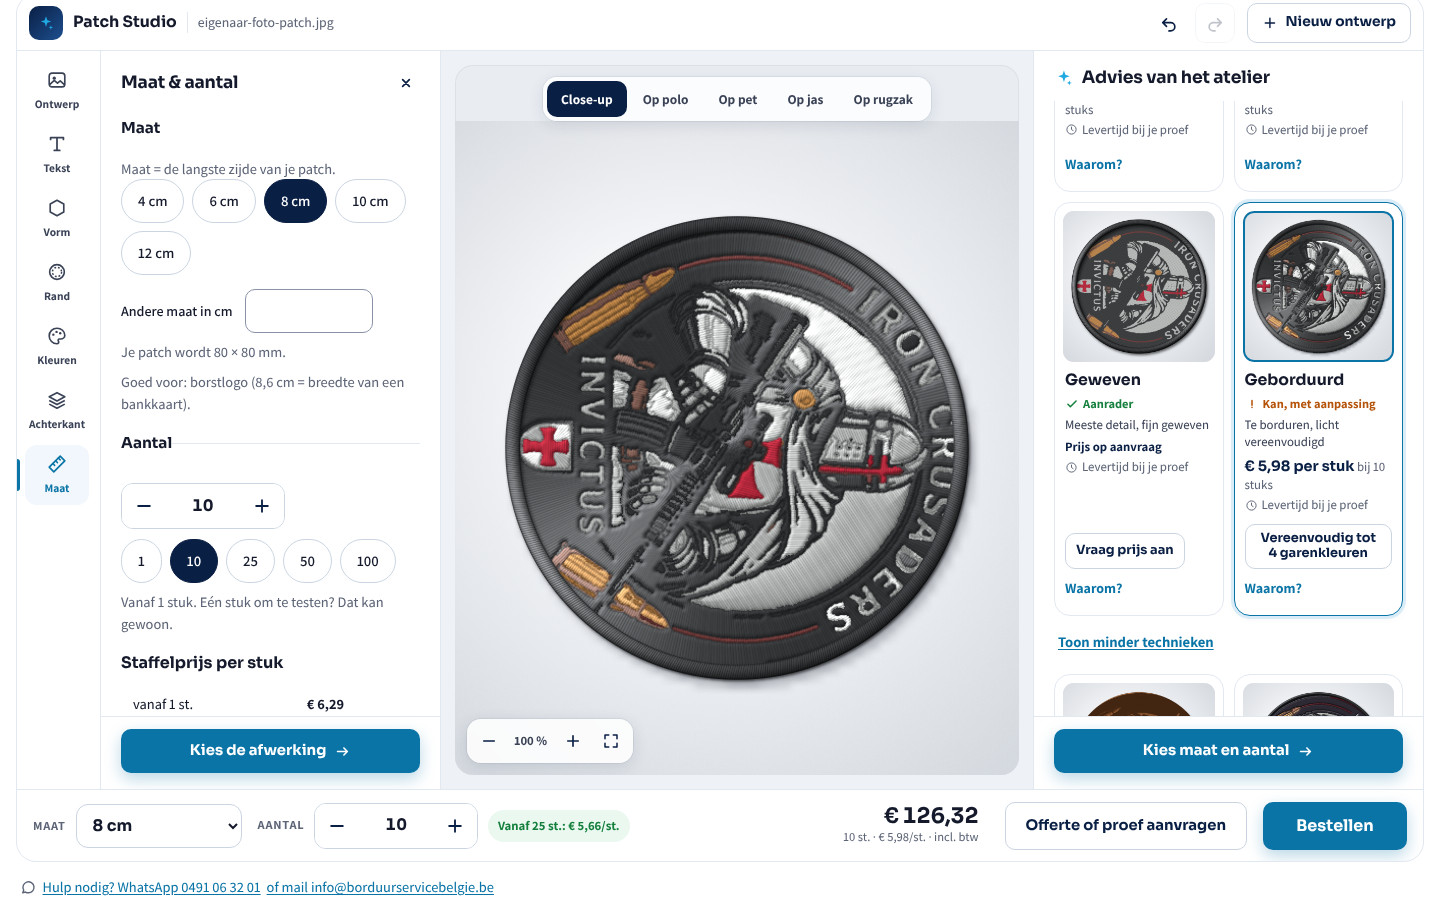 Patch Studio
eigenaar-foto-patch.jpg
Nieuw ontwerp
Ontwerp
Tekst
Vorm
Rand
Kleuren
Achterkant
Maat
Maat & aantal
Maat
Maat = de langste zijde van je patch.
4 cm
6 cm
8 cm
10 cm
12 cm
Andere maat in cm
Je patch wordt 80 × 80 mm.
Goed voor: borstlogo (8,6 cm = breedte van een
bankkaart).
Aantal
10
1
10
25
50
100
Vanaf 1 stuk. Eén stuk om te testen? Dat kan
gewoon.
Staffelprijs per stuk
vanaf 1 st.
€ 6,29
Kies de afwerking →
Close-up
Op polo
Op pet
Op jas
Op rugzak
IRON CRUSADERS
INVICTUS
100 %
Advies van het atelier
stuks
Levertijd bij je proef
Waarom?
stuks
Levertijd bij je proef
Waarom?
IRON CRUSADERS
INVICTUS
Geweven
Aanrader
Meeste detail, fijn geweven
Prijs op aanvraag
Levertijd bij je proef
Vraag prijs aan
Waarom?
IRON CRUSADERS
INVICTUS
Geborduurd
! Kan, met aanpassing
Te borduren, licht
vereenvoudigd
€ 5,98 per stuk bij 10
stuks
Levertijd bij je proef
Vereenvoudig tot
4 garenkleuren
Waarom?
Toon minder technieken
Kies maat en aantal →
MAAT
8 cm
AANTAL
10
Vanaf 25 st.: € 5,66/st.
€ 126,32
10 st. · € 5,98/st. · incl. btw
Offerte of proef aanvragen
Bestellen
Hulp nodig? WhatsApp 0491 06 32 01 of mail info@borduurservicebelgie.be